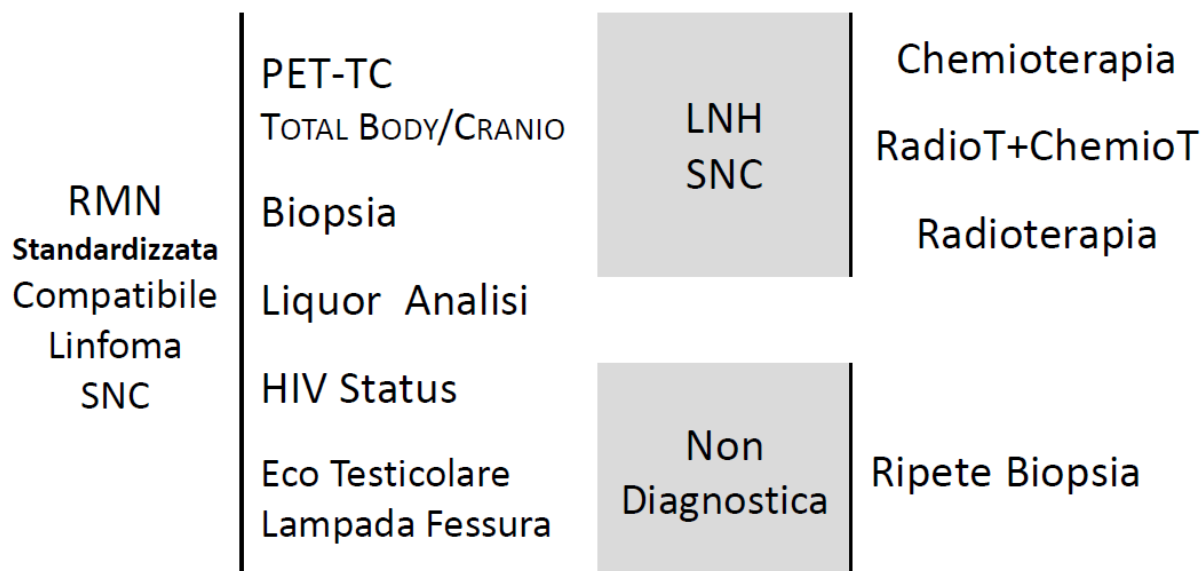 RMN
Standardizzata
Compatibile
Linfoma
SNC
PET-TC
TOTAL BODY/CRANIO
Biopsia
Liquor Analisi
HIV Status
Eco Testicolare
Lampada Fessura
LNH
SNC
Chemioterapia
RadioT+ChemioT
Radioterapia
Non
Diagnostica
Ripete Biopsia